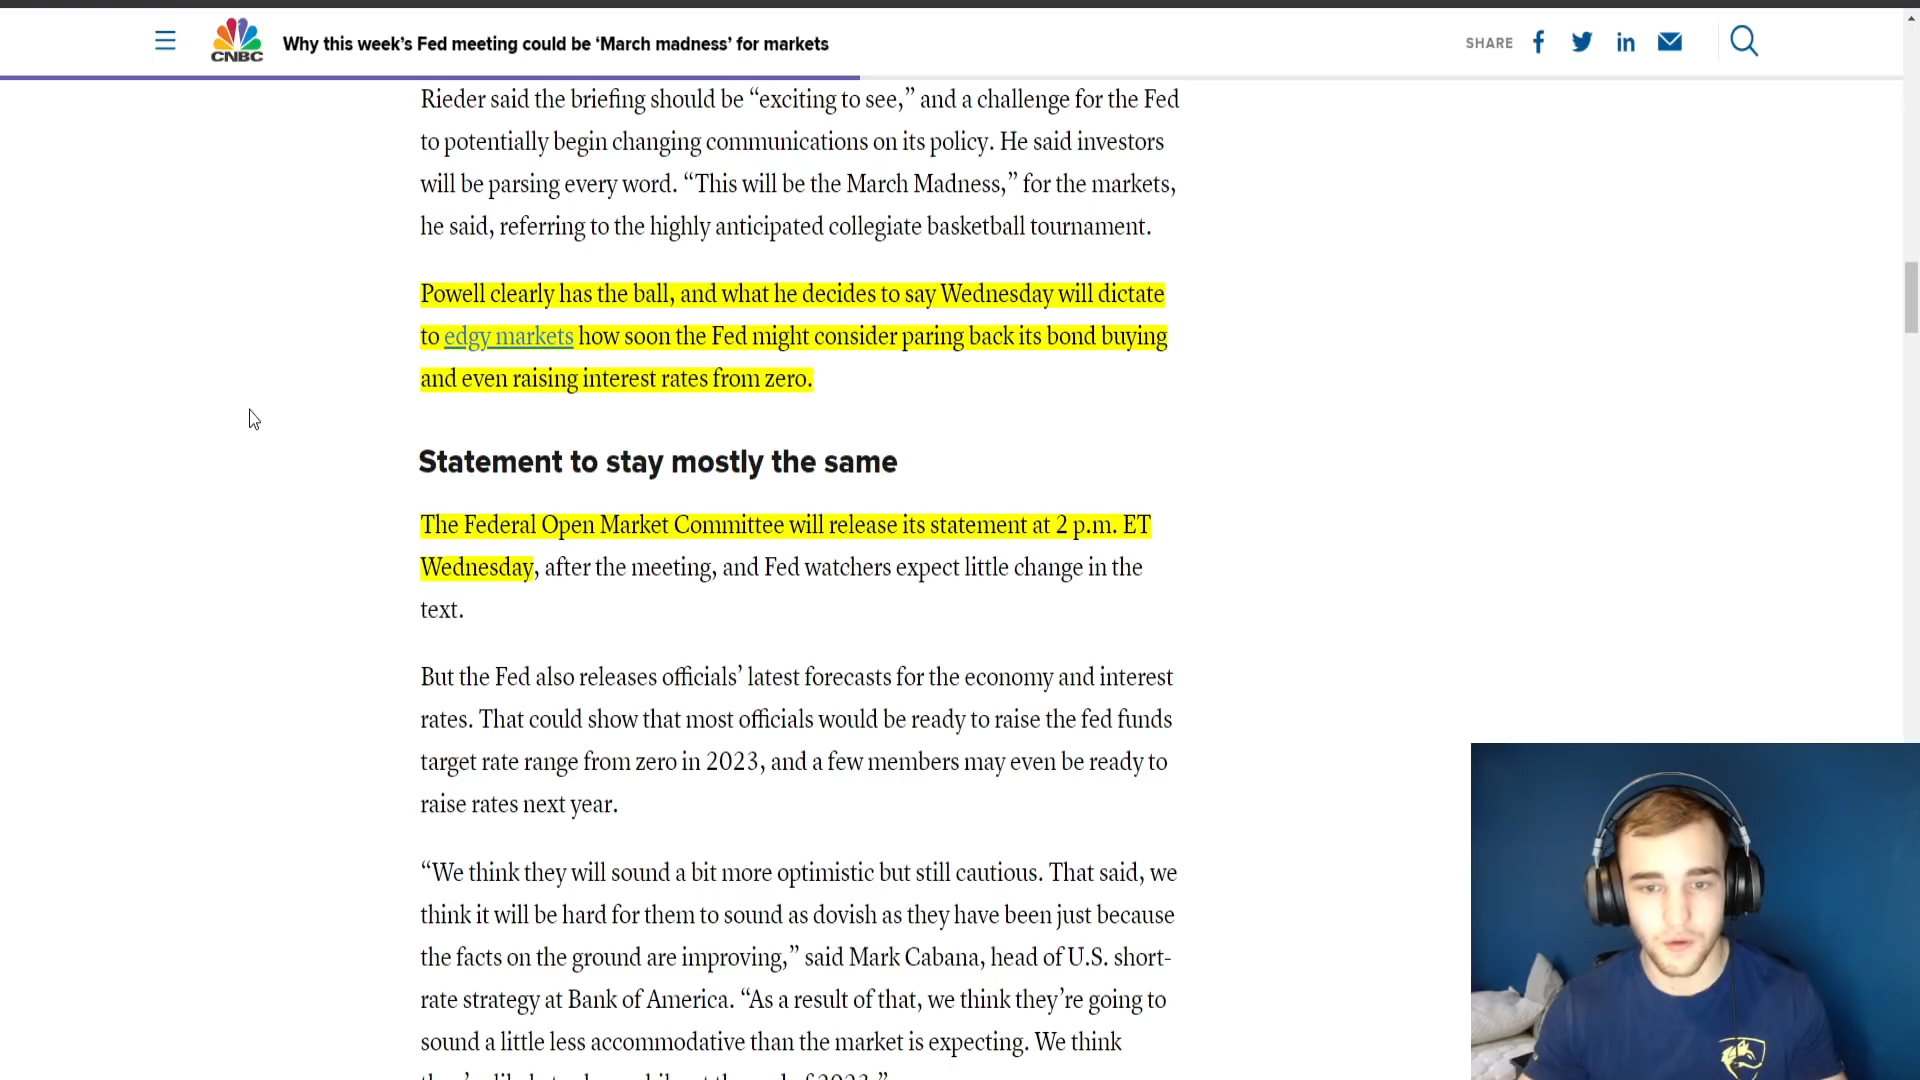 CNBC
Why this week’s Fed meeting could be ‘March madness’ for markets
SHARE
Rieder said the briefing should be “exciting to see,” and a challenge for the Fed
to potentially begin changing communications on its policy. He said investors
will be parsing every word. “This will be the March Madness,” for the markets,
he said, referring to the highly anticipated collegiate basketball tournament.
Powell clearly has the ball, and what he decides to say Wednesday will dictate
to edgy markets how soon the Fed might consider paring back its bond buying
and even raising interest rates from zero.
Statement to stay mostly the same
The Federal Open Market Committee will release its statement at 2 p.m. ET
Wednesday, after the meeting, and Fed watchers expect little change in the
text.
But the Fed also releases officials’ latest forecasts for the economy and interest
rates. That could show that most officials would be ready to raise the fed funds
target rate range from zero in 2023, and a few members may even be ready to
raise rates next year.
“We think they will sound a bit more optimistic but still cautious. That said, we
think it will be hard for them to sound as dovish as they have been just because
the facts on the ground are improving,” said Mark Cabana, head of U.S. short-
rate strategy at Bank of America. “As a result of that, we think they’re going to
sound a little less accommodative than the market is expecting. We think